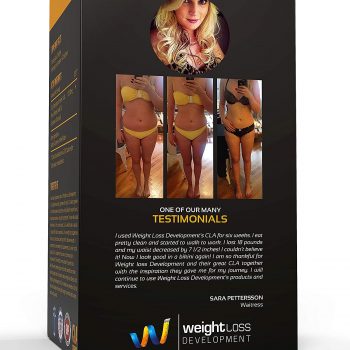 ONE OF OUR MANY
TESTIMONIALS
I used Weight Loss Development's CLA for six weeks. I eat
pretty clean and started to walk to work. I lost 18 pounds
and my waist decreased by 7 1/2 inches! I couldn't believe
it! Now I look good in a bikini again! I am so thankful for
Weight loss Development and their great CLA together
with the inspiration they gave me for my journey. I will
continue to use Weight Loss Development's products and
services.
SARA PETTERSSON
Waitress
weightLOSS
DEVELOPMENT